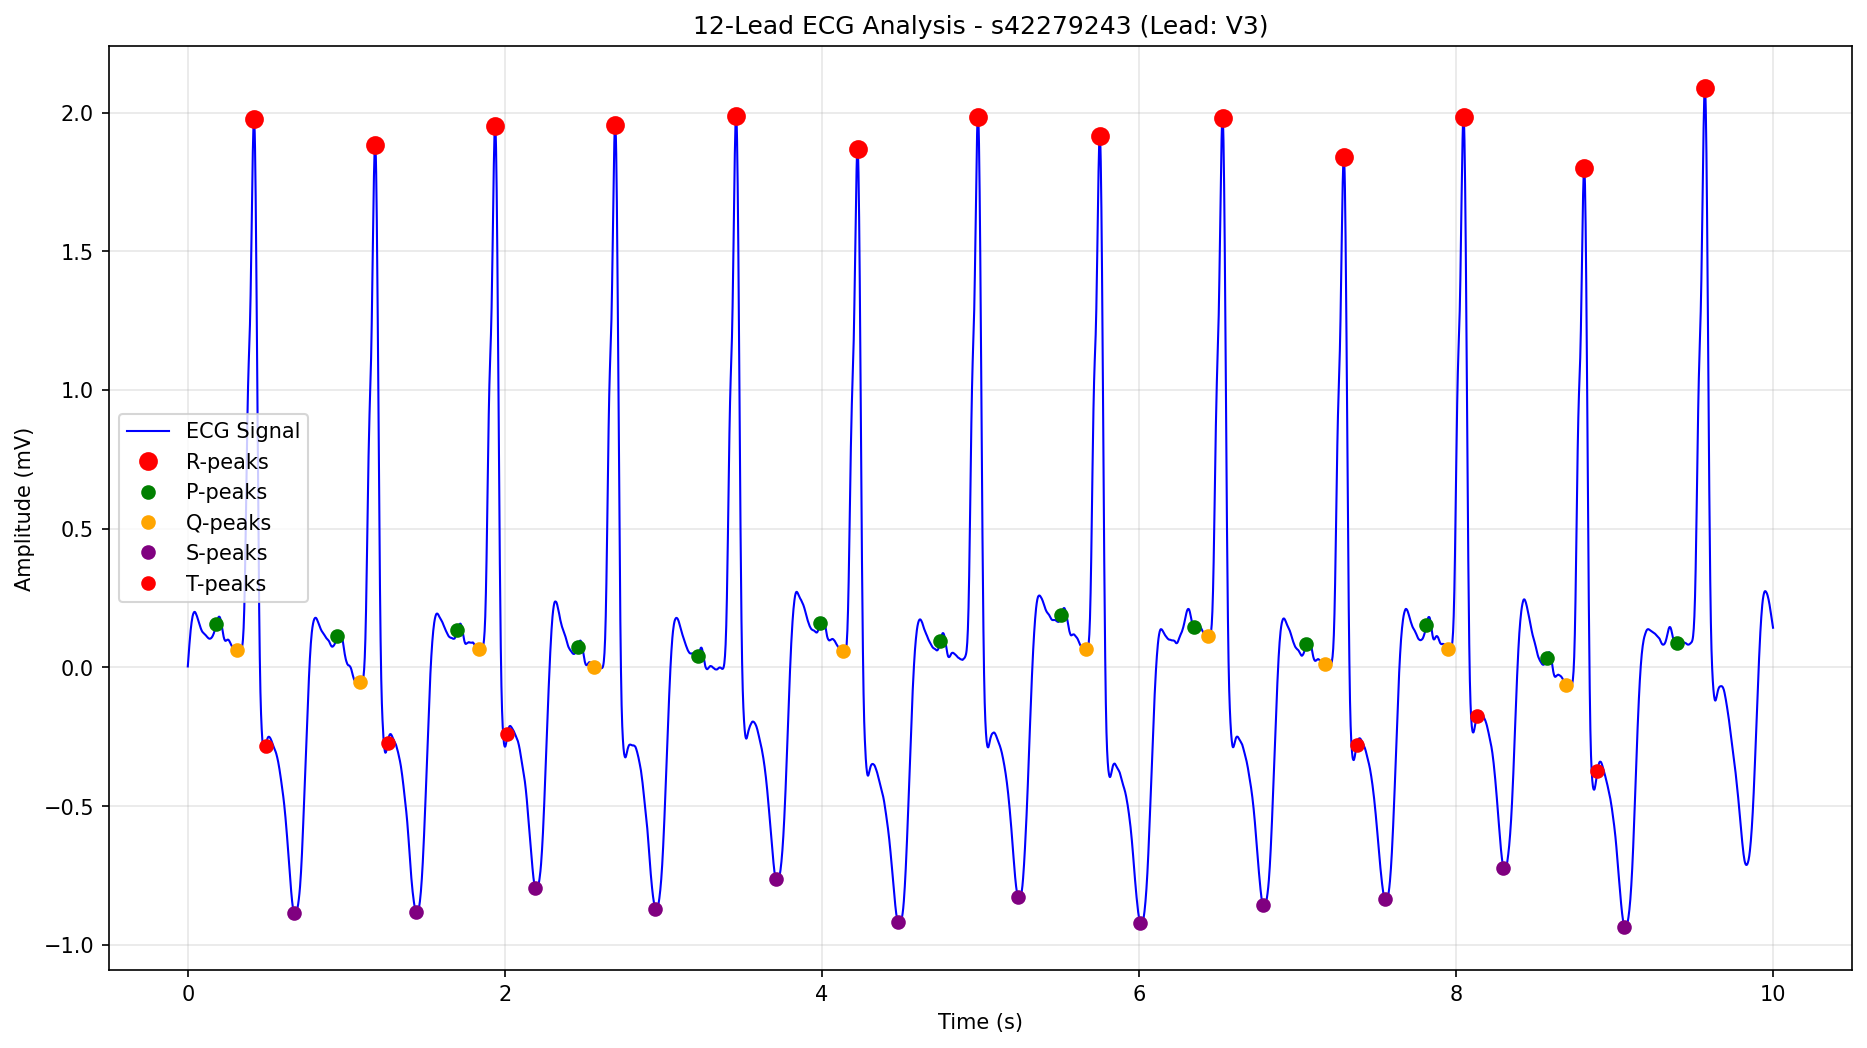 12-Lead ECG Analysis - s42279243 (Lead: V3)
2.0
1.5
1.0
0.5
0.0
−0.5
−1.0
Amplitude (mV)
ECG Signal
R-peaks
P-peaks
Q-peaks
S-peaks
T-peaks
0 2 4 6 8 10
Time (s)